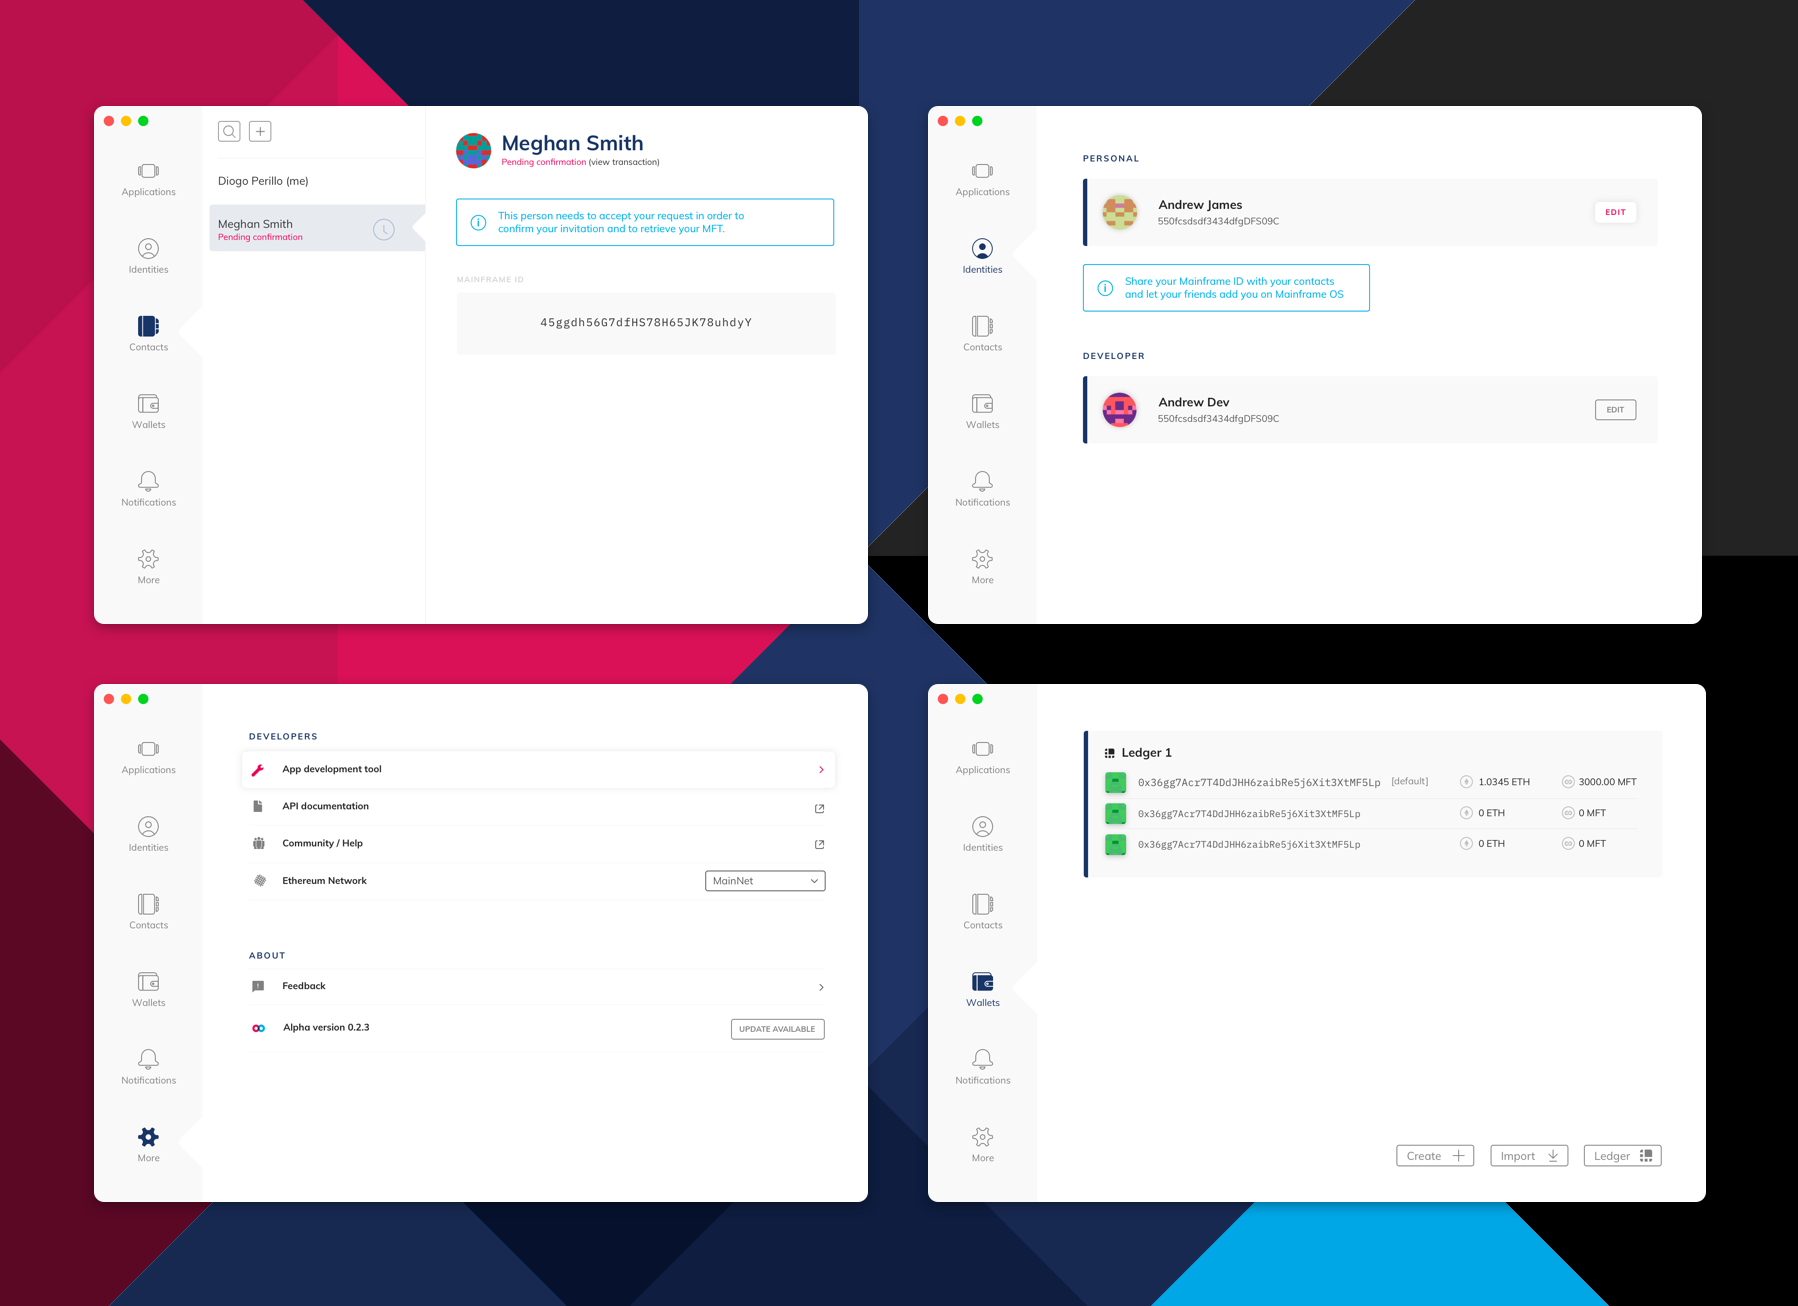 Applications
Identities
Contacts
Wallets
Notifications
More
Diogo Perillo (me)
Meghan Smith
Pending confirmation
Meghan Smith
Pending confirmation (view transaction)
This person needs to accept your request in order to
confirm your invitation and to retrieve your MFT.
MAINFRAME ID
45ggdh56G7dfHS78H65JK78uhdyY
Applications
Identities
Contacts
Wallets
Notifications
More
PERSONAL
Andrew James
550fcsdsdf3434dfgDFS09C
EDIT
Share your Mainframe ID with your contacts
and let your friends add you on Mainframe OS
DEVELOPER
Andrew Dev
550fcsdsdf3434dfgDFS09C
EDIT
Applications
Identities
Contacts
Wallets
Notifications
More
DEVELOPERS
App development tool
API documentation
Community / Help
Ethereum Network
MainNet
ABOUT
Feedback
Alpha version 0.2.3
UPDATE AVAILABLE
Applications
Identities
Contacts
Wallets
Notifications
More
Ledger 1
0x36gg7Acr7T4DdJHH6zaibRe5j6Xit3XtMF5Lp [default] 1.0345 ETH 3000.00 MFT
0x36gg7Acr7T4DdJHH6zaibRe5j6Xit3XtMF5Lp 0 ETH 0 MFT
0x36gg7Acr7T4DdJHH6zaibRe5j6Xit3XtMF5Lp 0 ETH 0 MFT
Create
Import
Ledger